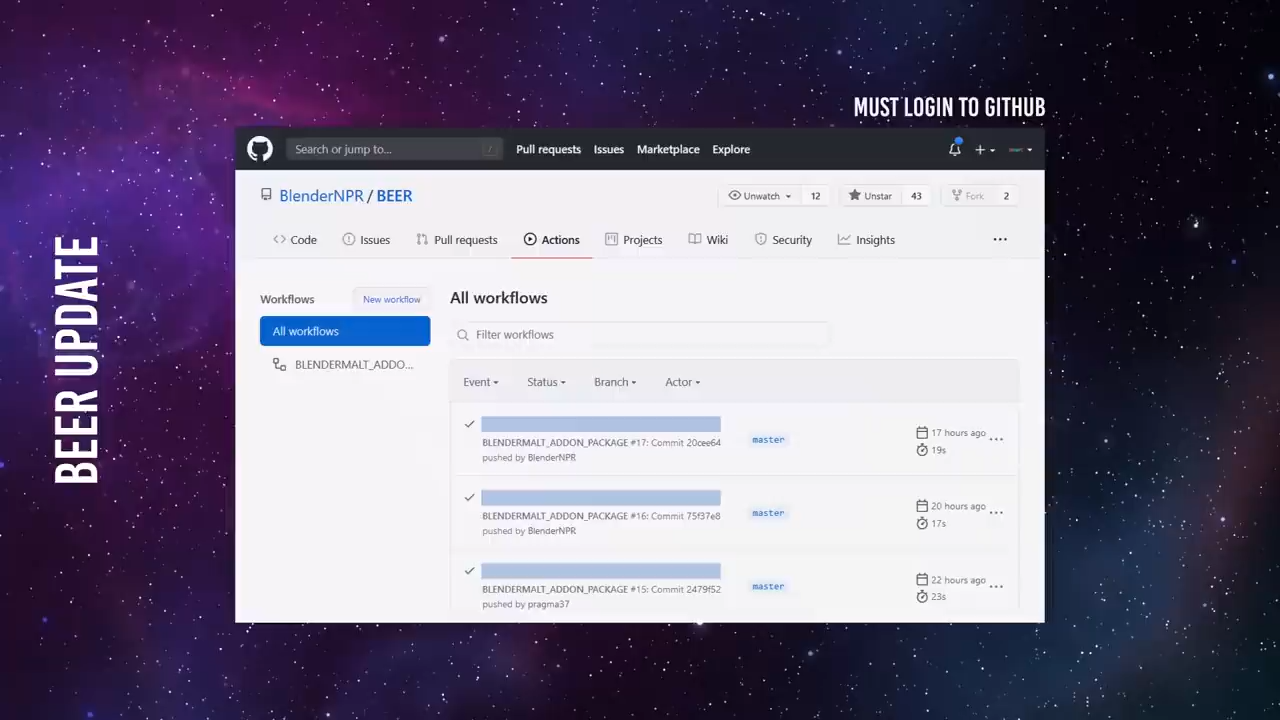 MUST LOGIN TO GITHUB
BEER UPDATE
Search or jump to... /
Pull requests Issues Marketplace Explore
BlenderNPR / BEER
Unwatch 12 Unstar 43 Fork 2
Code Issues Pull requests Actions Projects Wiki Security Insights
Workflows New workflow
All workflows
BLENDERMALT_ADDO...
All workflows
Filter workflows
Event Status Branch Actor
BLENDERMALT_ADDON_PACKAGE #17: Commit 20cee64
pushed by BlenderNPR
master
17 hours ago
19s
BLENDERMALT_ADDON_PACKAGE #16: Commit 75f37e8
pushed by BlenderNPR
master
20 hours ago
17s
BLENDERMALT_ADDON_PACKAGE #15: Commit 2479f52
pushed by pragma37
master
22 hours ago
23s